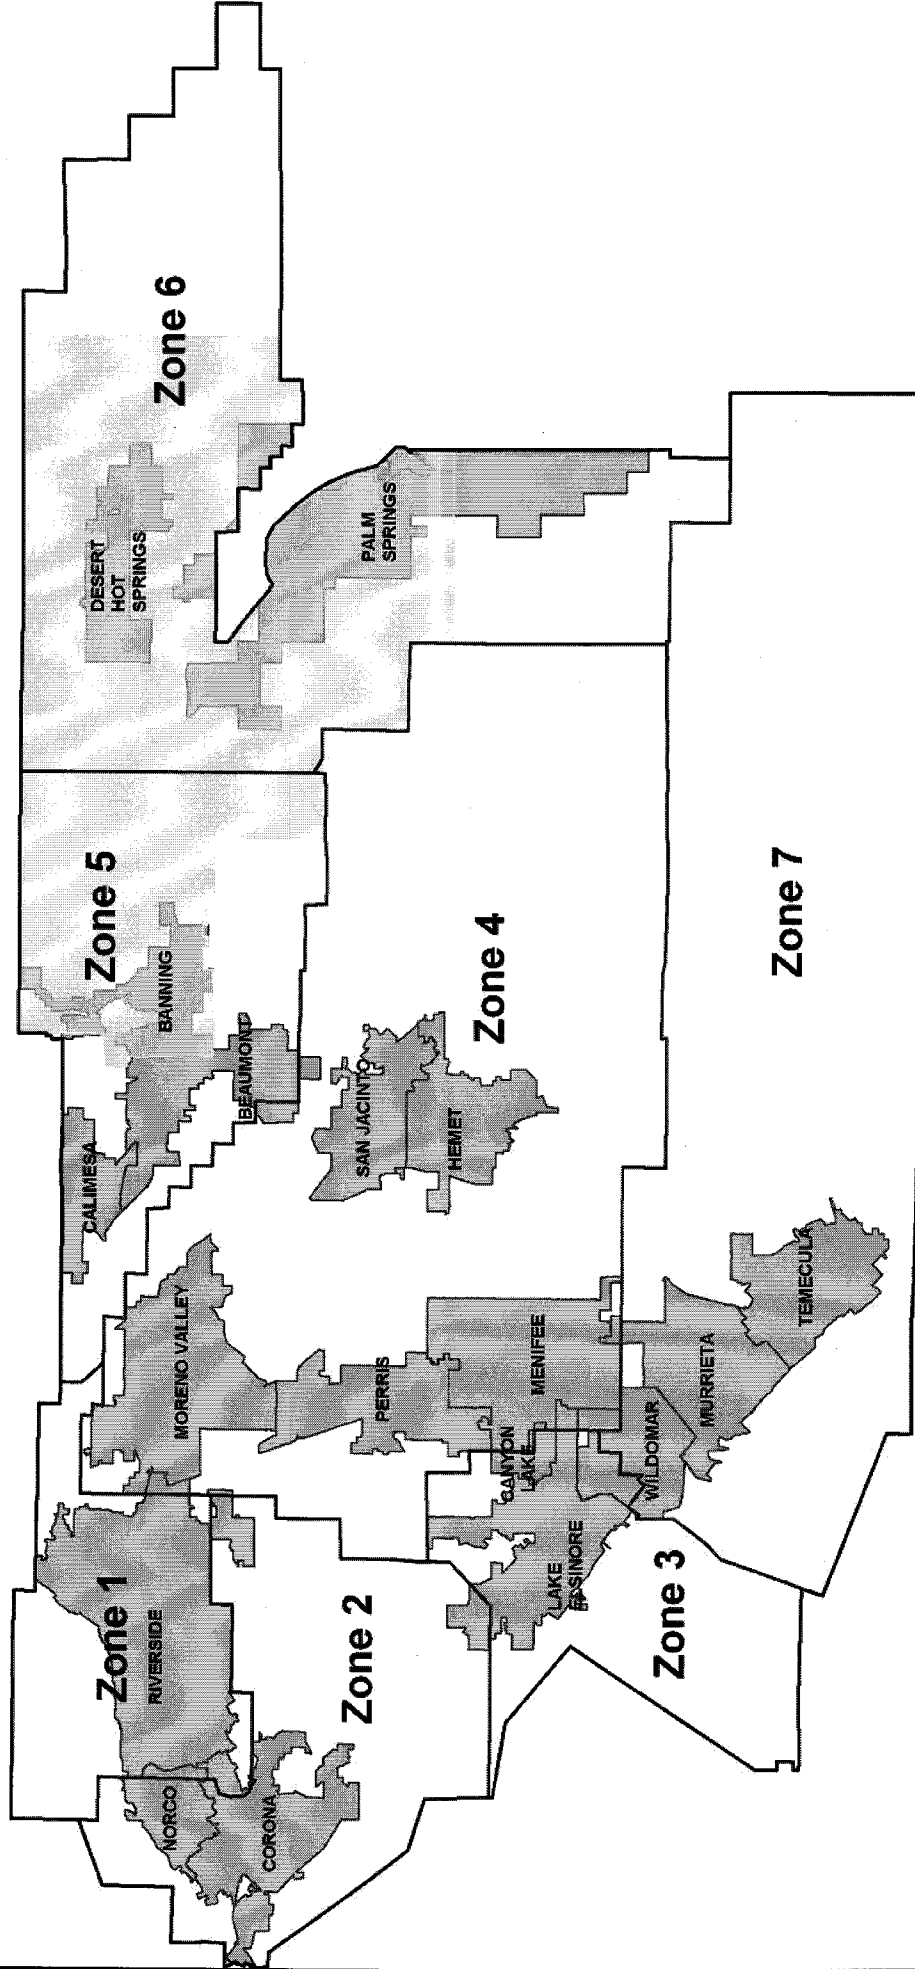 Zone 1
RIVERSIDE
NORCO
CORONA
Zone 2
MORENO VALLEY
PERRIS
CANYON
LAKE
LAKE
ELSINORE
Zone 3
MENIFEE
WILDOMAR
MURRIETA
TEMECULA
CALIMESA
BEAUMONT
BANNING
Zone 5
SAN JACINTO
HEMET
Zone 4
Zone 7
DESERT
HOT
SPRINGS
Zone 6
PALM
SPRINGS